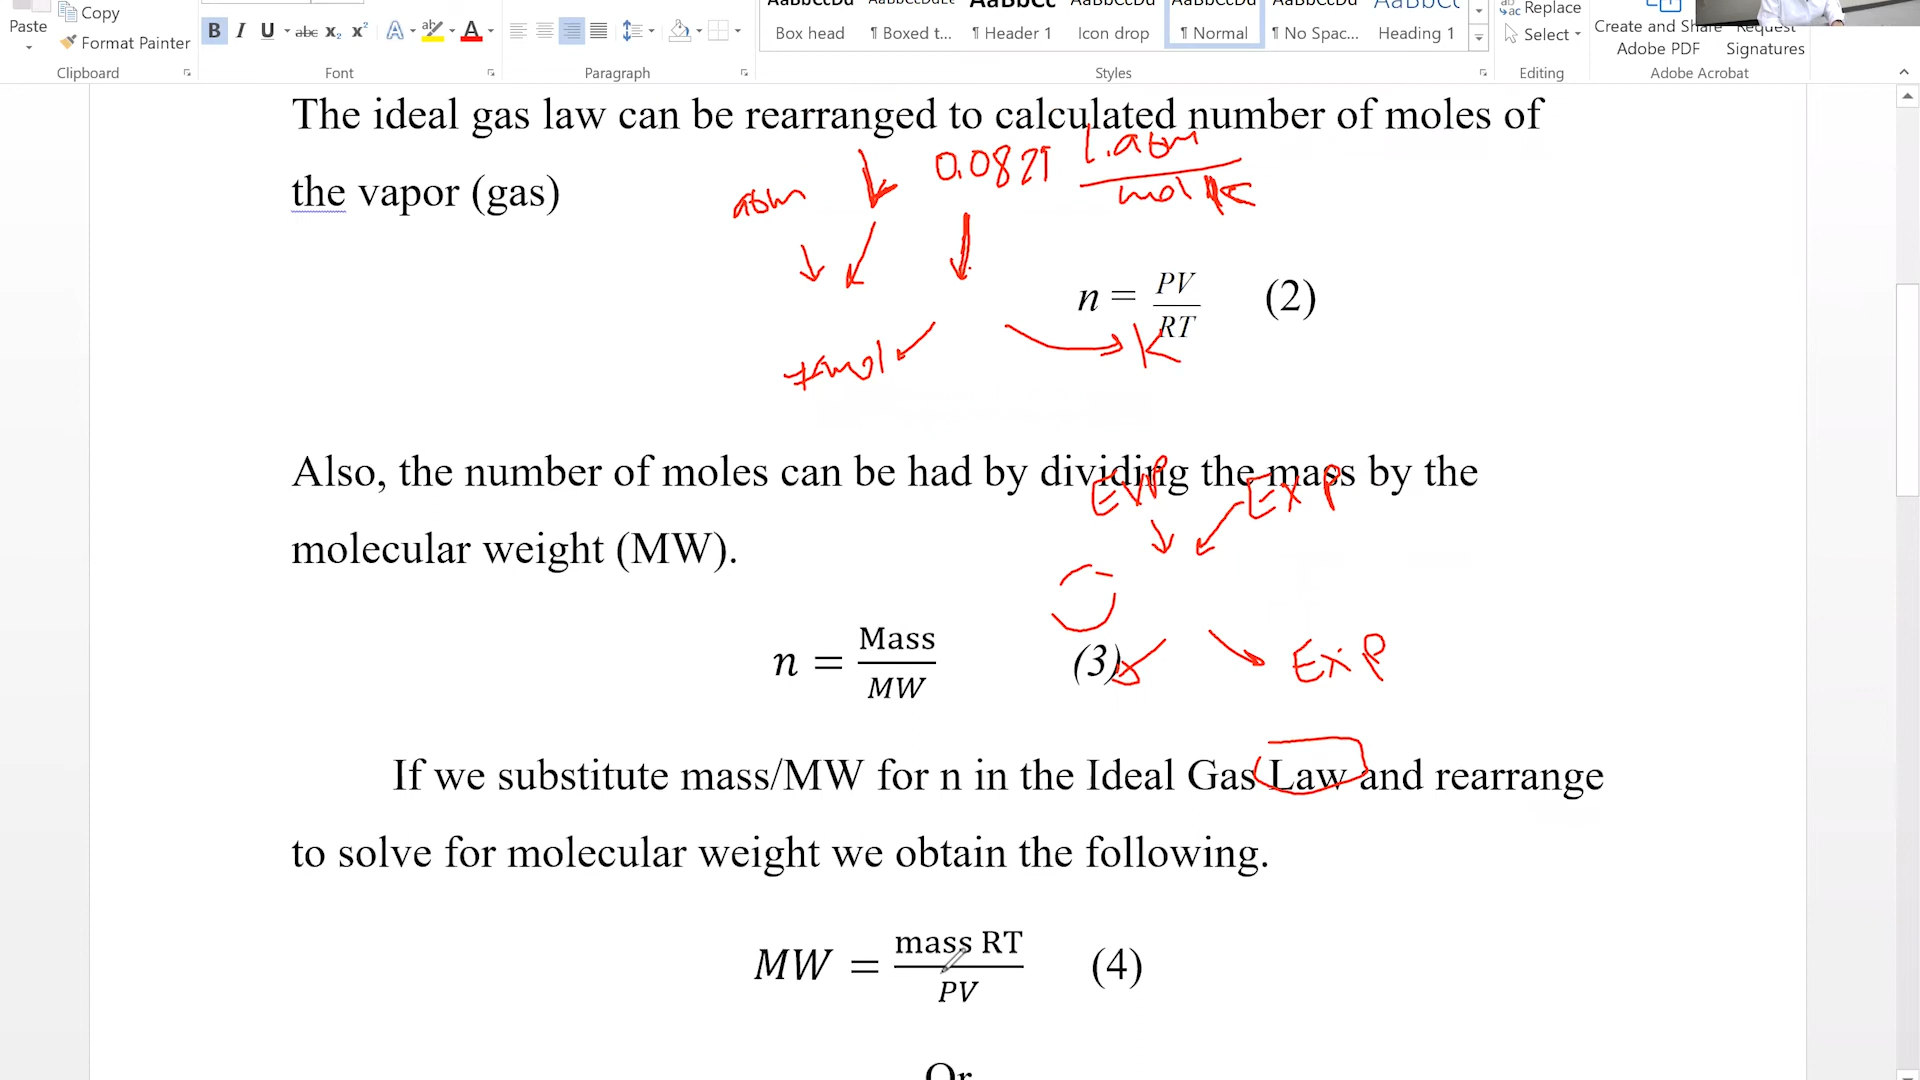 Copy
Replace
Paste
Format Painter
B I U abc x₂ x² A A
Box head ¶ Boxed t... ¶ Header 1 Icon drop ¶ Normal ¶ No Spac... Heading 1
Select
Create and Share Request
Adobe PDF Signatures
Clipboard Font Paragraph Styles Editing Adobe Acrobat
The ideal gas law can be rearranged to calculated number of moles of
0.0821 L.atm
mol K
the vapor (gas)
atm
n = PV/RT (2)
mol
K
Also, the number of moles can be had by dividing the mass by the
EXP EXP
molecular weight (MW).
n = Mass/MW (3)
EXP
If we substitute mass/MW for n in the Ideal Gas Law and rearrange
to solve for molecular weight we obtain the following.
MW = mass RT/PV (4)
Or